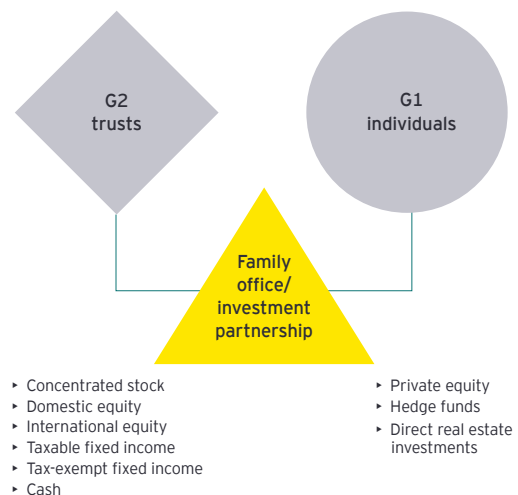 G2
trusts
G1
individuals
Family
office/
investment
partnership
‣ Concentrated stock
‣ Domestic equity
‣ International equity
‣ Taxable fixed income
‣ Tax-exempt fixed income
‣ Cash
‣ Private equity
‣ Hedge funds
‣ Direct real estate
investments